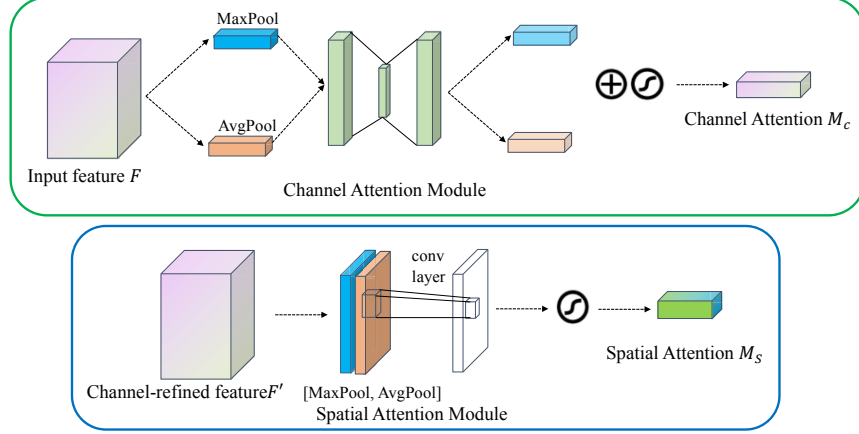 MaxPool
AvgPool
Input feature F
Channel Attention Module
Channel Attention M_c
conv
layer
Channel-refined featureF′
[MaxPool, AvgPool]
Spatial Attention Module
Spatial Attention M_S